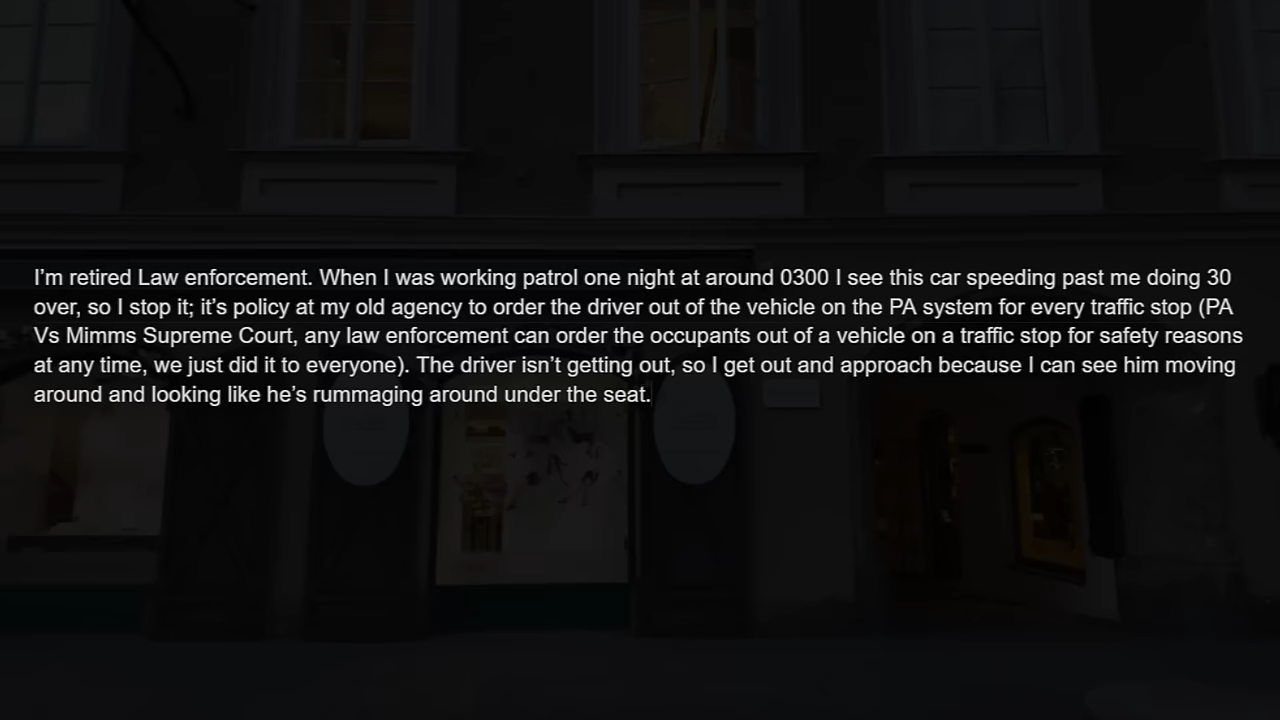 I’m retired Law enforcement. When I was working patrol one night at around 0300 I see this car speeding past me doing 30
over, so I stop it; it’s policy at my old agency to order the driver out of the vehicle on the PA system for every traffic stop (PA
Vs Mimms Supreme Court, any law enforcement can order the occupants out of a vehicle on a traffic stop for safety reasons
at any time, we just did it to everyone). The driver isn’t getting out, so I get out and approach because I can see him moving
around and looking like he’s rummaging around under the seat.